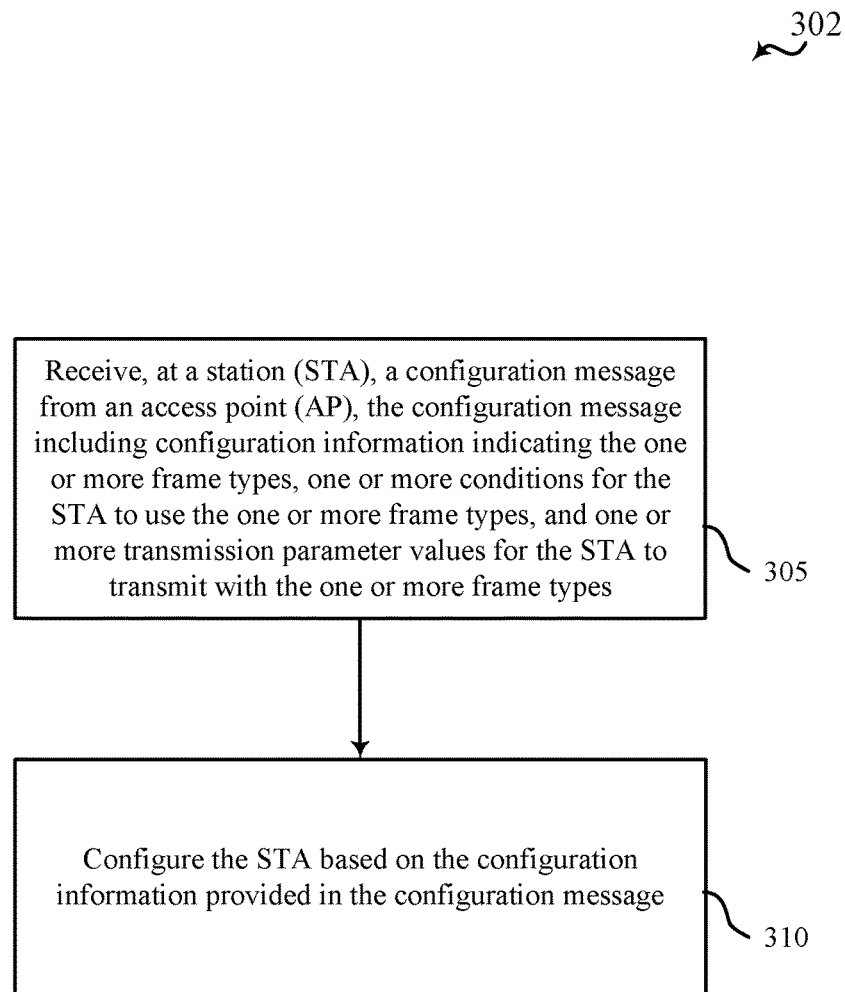 302
Receive, at a station (STA), a configuration message
from an access point (AP), the configuration message
including configuration information indicating the one
or more frame types, one or more conditions for the
STA to use the one or more frame types, and one or
more transmission parameter values for the STA to
transmit with the one or more frame types
305
Configure the STA based on the configuration
information provided in the configuration message
310